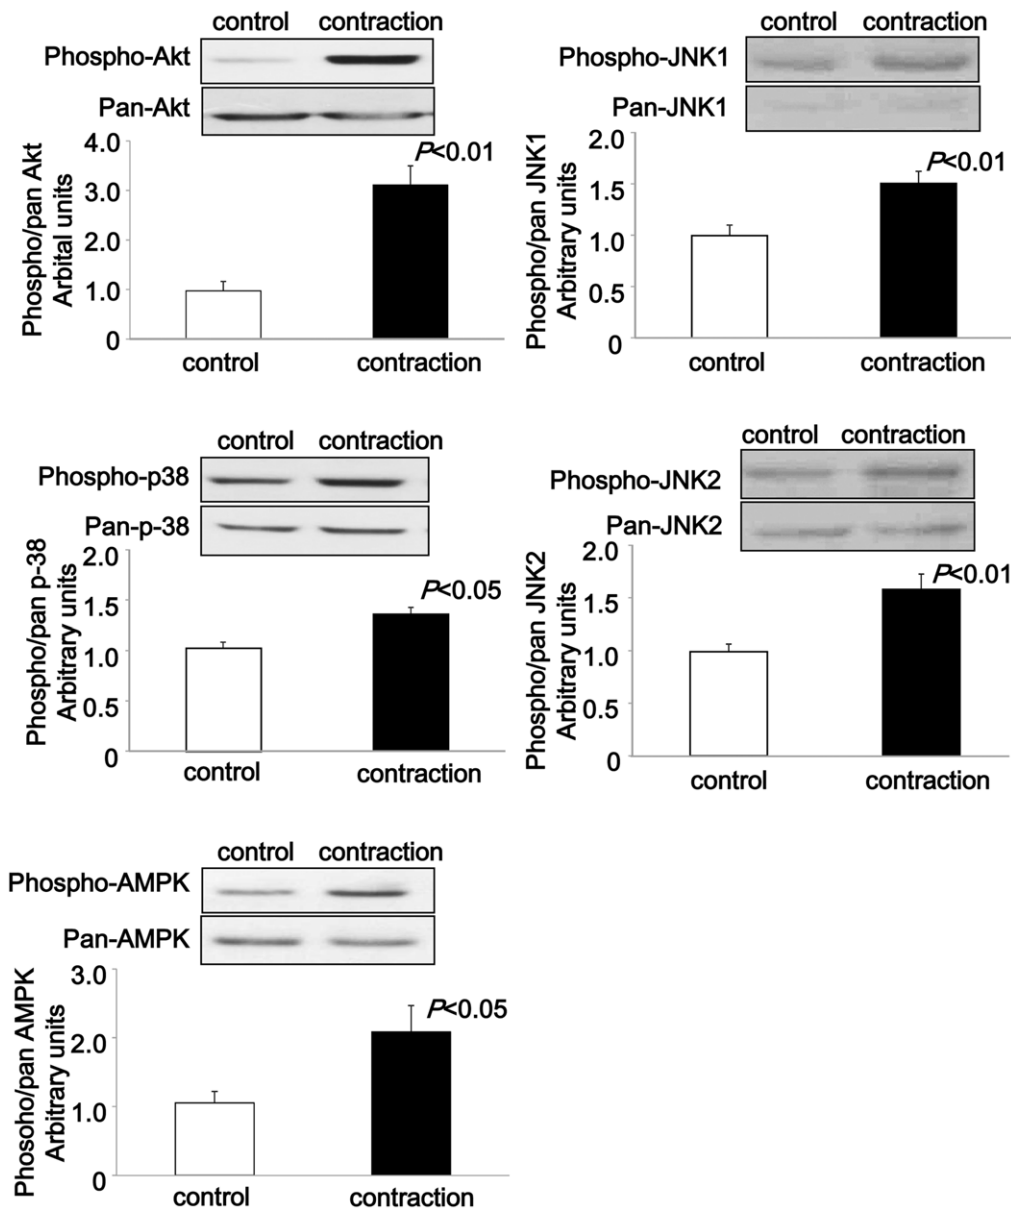 control contraction
Phospho-Akt
Pan-Akt
Phospho/pan Akt
Arbital units
4.0
3.0
2.0
1.0
0
P<0.01
control contraction
control contraction
Phospho-JNK1
Pan-JNK1
Phospho/pan JNK1
Arbitrary units
2.0
1.5
1.0
0.5
0
P<0.01
control contraction
control contraction
Phospho-p38
Pan-p-38
Phospho/pan p-38
Arbitrary units
2.0
1.5
1.0
0.5
0
P<0.05
control contraction
control contraction
Phospho-JNK2
Pan-JNK2
Phospho/pan JNK2
Arbitrary units
2.0
1.5
1.0
0.5
0
P<0.01
control contraction
control contraction
Phospho-AMPK
Pan-AMPK
Phosoho/pan AMPK
Arbitrary units
3.0
2.0
1.0
0
P<0.05
control contraction